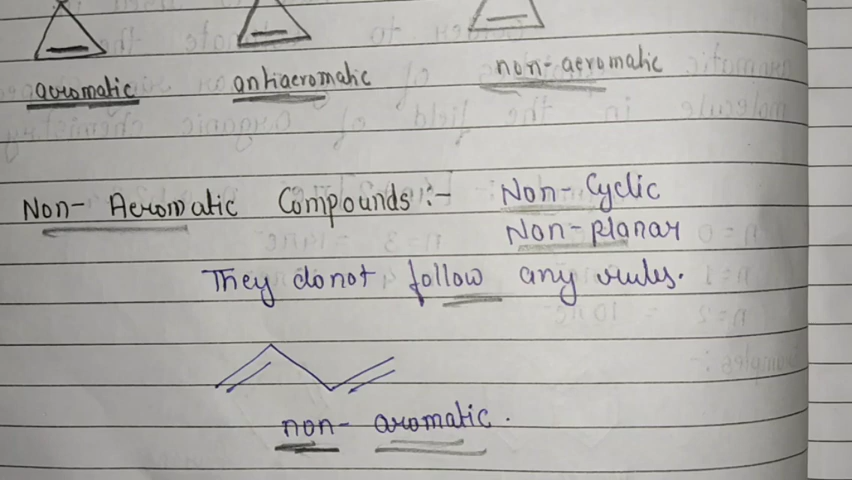 aromatic antiaeromatic non-aeromatic
Non-Aeromatic Compounds:- Non-Cyclic
Non-planar
They donot follow any rules.
non-aromatic.